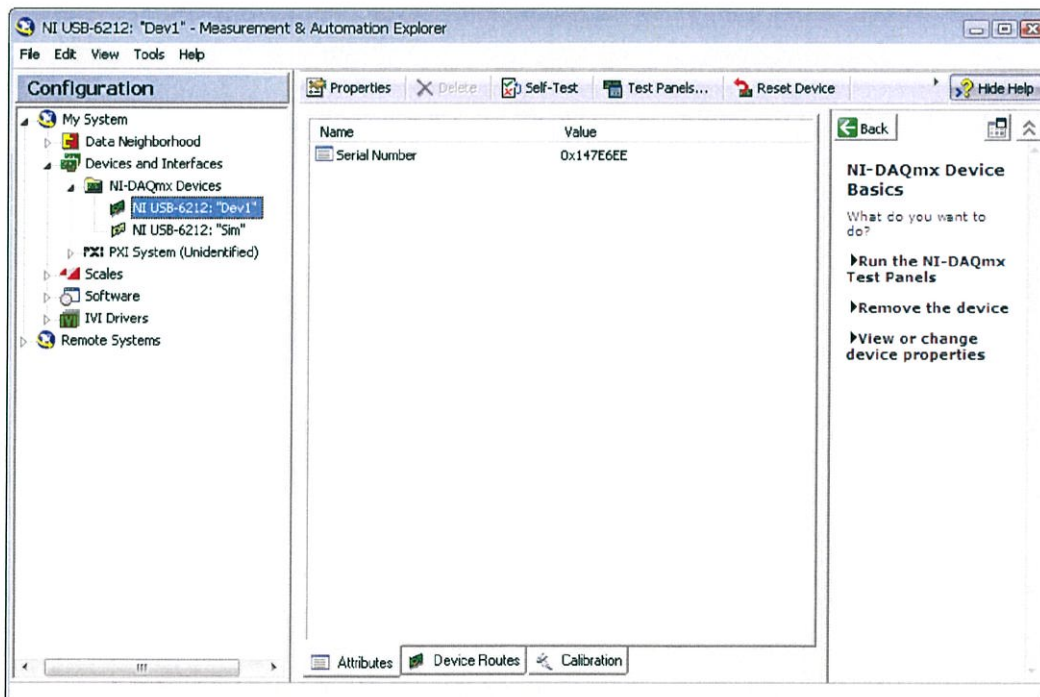 NI USB-6212: "Dev1" - Measurement & Automation Explorer
File Edit View Tools Help
Configuration
My System
Data Neighborhood
Devices and Interfaces
NI-DAQmx Devices
NI USB-6212: "Dev1"
NI USB-6212: "Sim"
PXI PXI System (Unidentified)
Scales
Software
IVI Drivers
Remote Systems
Properties Delete Self-Test Test Panels... Reset Device Hide Help
Name Value
Serial Number 0x147E6EE
Attributes Device Routes Calibration
Back
NI-DAQmx Device
Basics
What do you want to
do?
Run the NI-DAQmx
Test Panels
Remove the device
View or change
device properties